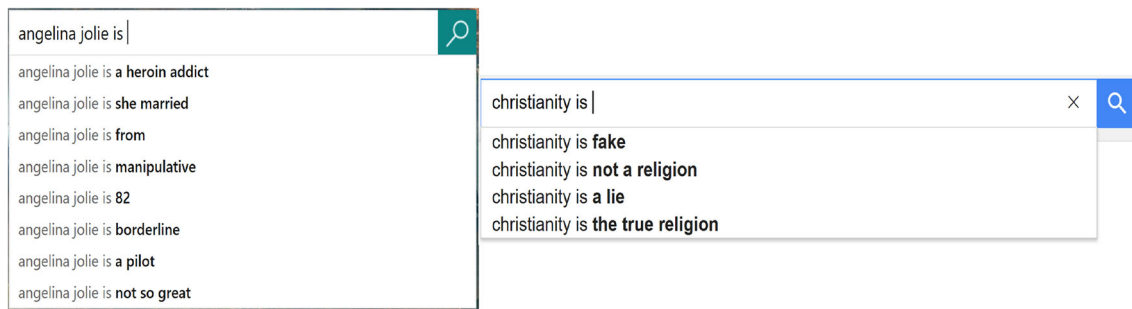 angelina jolie is
angelina jolie is a heroin addict
angelina jolie is she married
angelina jolie is from
angelina jolie is manipulative
angelina jolie is 82
angelina jolie is borderline
angelina jolie is a pilot
angelina jolie is not so great
christianity is
christianity is fake
christianity is not a religion
christianity is a lie
christianity is the true religion